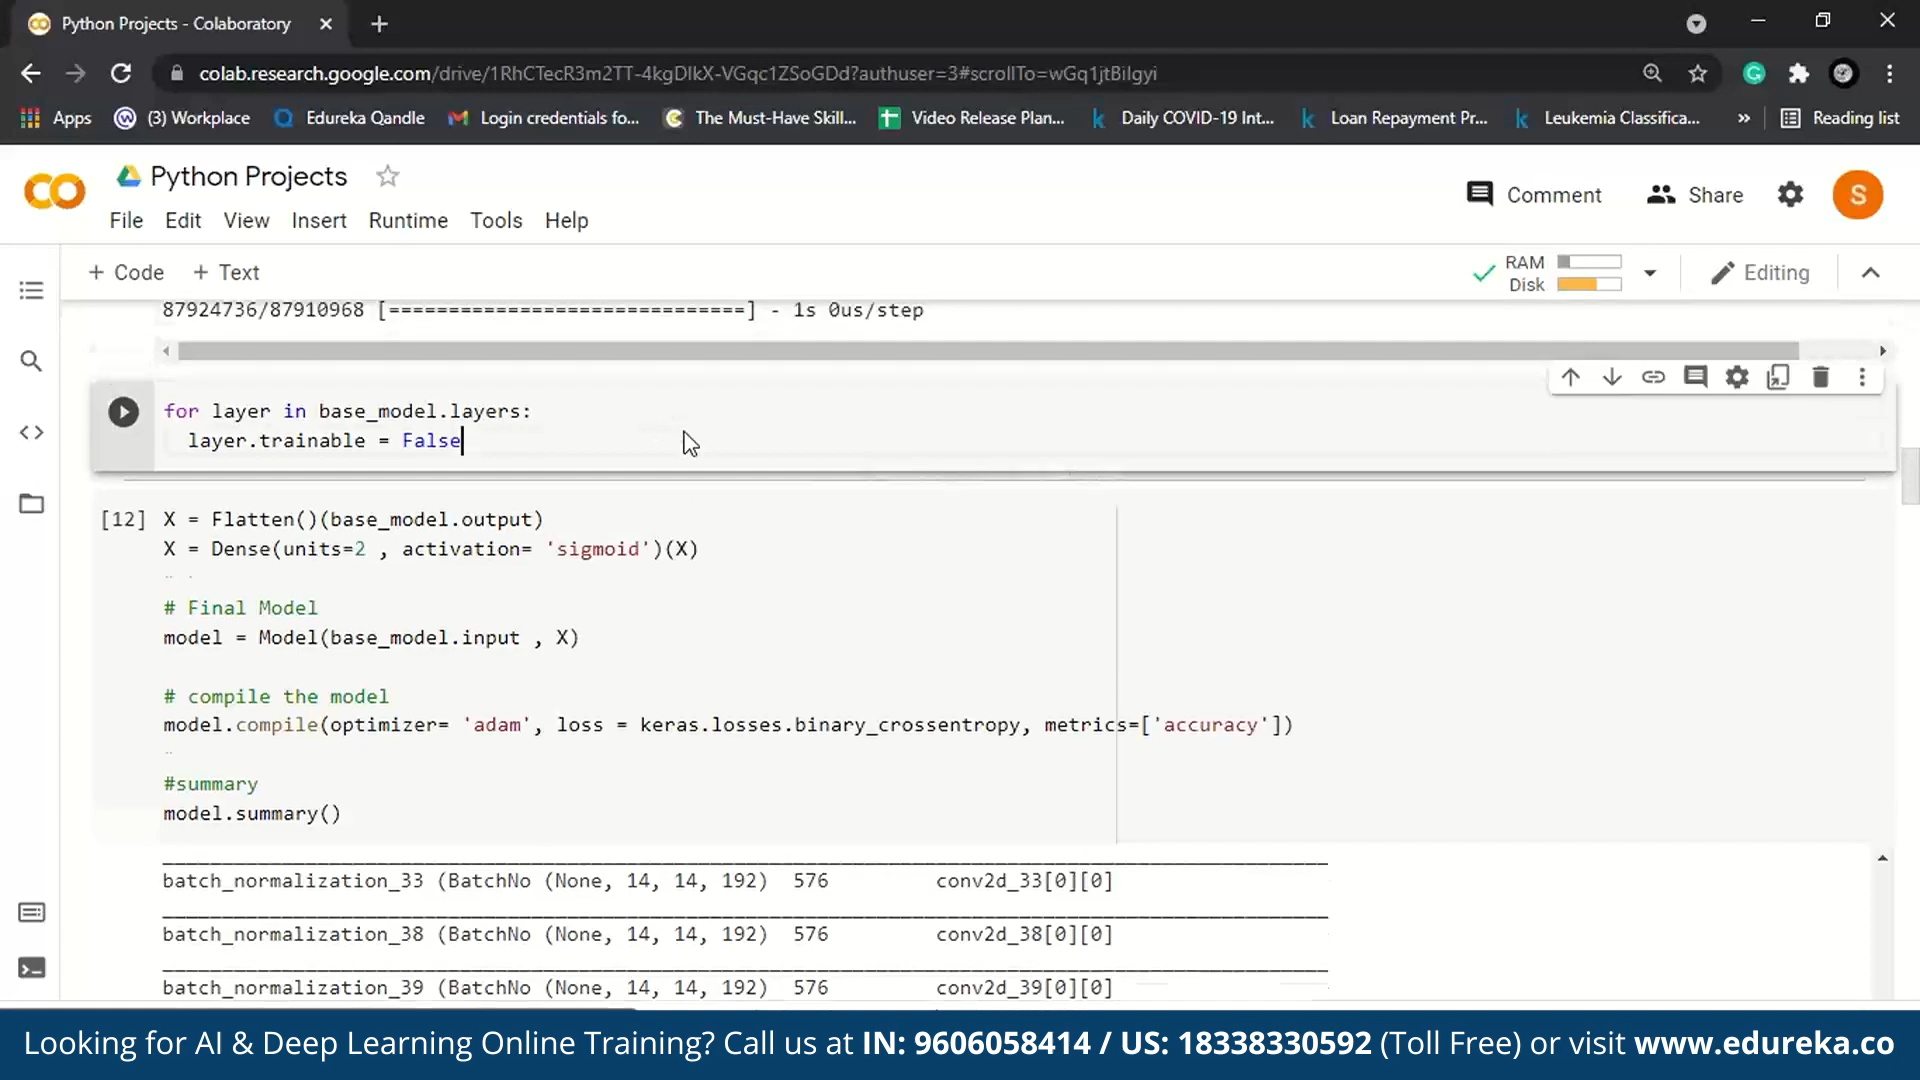 Python Projects - Colaboratory
colab.research.google.com/drive/1RhCTecR3m2TT-4kgDlkX-VGqc1ZSoGDd?authuser=3#scrollTo=wGq1jtBilgyi
Apps (3) Workplace Edureka Qandle Login credentials fo... The Must-Have Skill... Video Release Plan... Daily COVID-19 Int... Loan Repayment Pr... Leukemia Classifica... » Reading list
Python Projects
Comment Share S
File Edit View Insert Runtime Tools Help
+ Code + Text
RAM
Disk
Editing
87924736/87910968 [==============================] - 1s 0us/step
for layer in base_model.layers:
  layer.trainable = False
[12] X = Flatten()(base_model.output)
X = Dense(units=2 , activation= 'sigmoid')(X)
# Final Model
model = Model(base_model.input , X)
# compile the model
model.compile(optimizer= 'adam', loss = keras.losses.binary_crossentropy, metrics=['accuracy'])
#summary
model.summary()
batch_normalization_33 (BatchNo (None, 14, 14, 192) 576 conv2d_33[0][0]
batch_normalization_38 (BatchNo (None, 14, 14, 192) 576 conv2d_38[0][0]
batch_normalization_39 (BatchNo (None, 14, 14, 192) 576 conv2d_39[0][0]
Looking for AI & Deep Learning Online Training? Call us at IN: 9606058414 / US: 18338330592 (Toll Free) or visit www.edureka.co